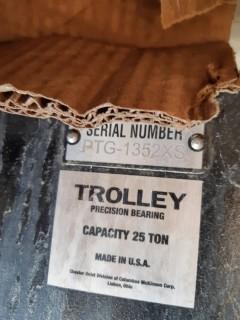 SERIAL NUMBER
PTG-1352XS
TROLLEY
PRECISION BEARING
CAPACITY 25 TON
MADE IN U.S.A.
Chester Hoist Division of Columbus McKinnon Corp.
Lisbon, Ohio